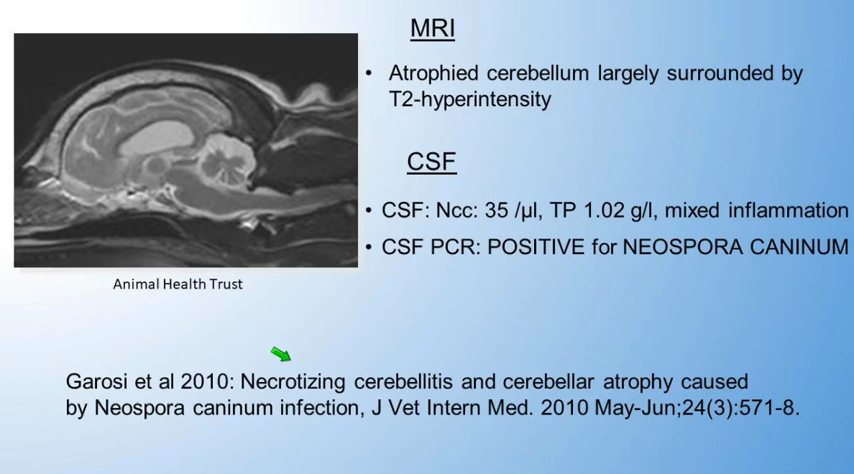 MRI
• Atrophied cerebellum largely surrounded by
T2-hyperintensity
CSF
• CSF: Ncc: 35 /µl, TP 1.02 g/l, mixed inflammation
• CSF PCR: POSITIVE for NEOSPORA CANINUM
Animal Health Trust
Garosi et al 2010: Necrotizing cerebellitis and cerebellar atrophy caused
by Neospora caninum infection, J Vet Intern Med. 2010 May-Jun;24(3):571-8.